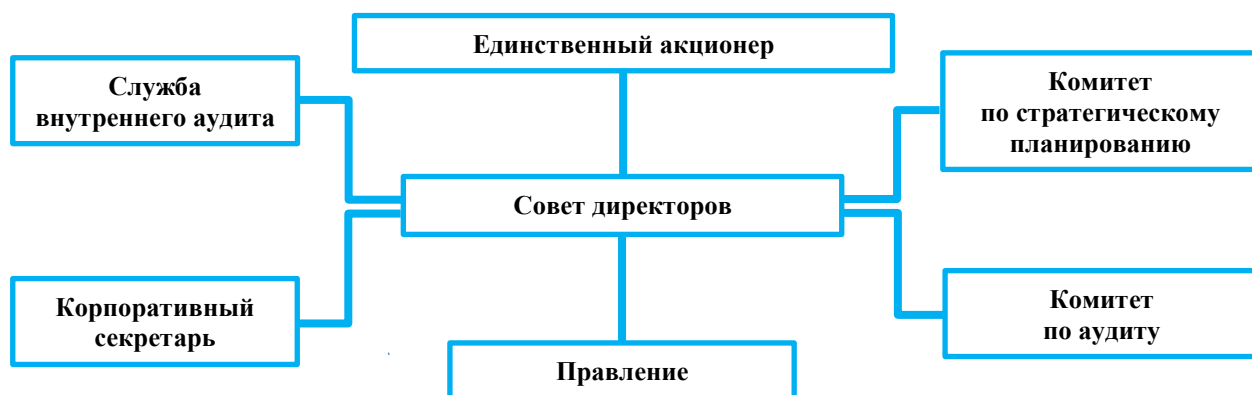 Единственный акционер
Служба
внутреннего аудита
Комитет
по стратегическому
планированию
Совет директоров
Корпоративный
секретарь
Комитет
по аудиту
Правление